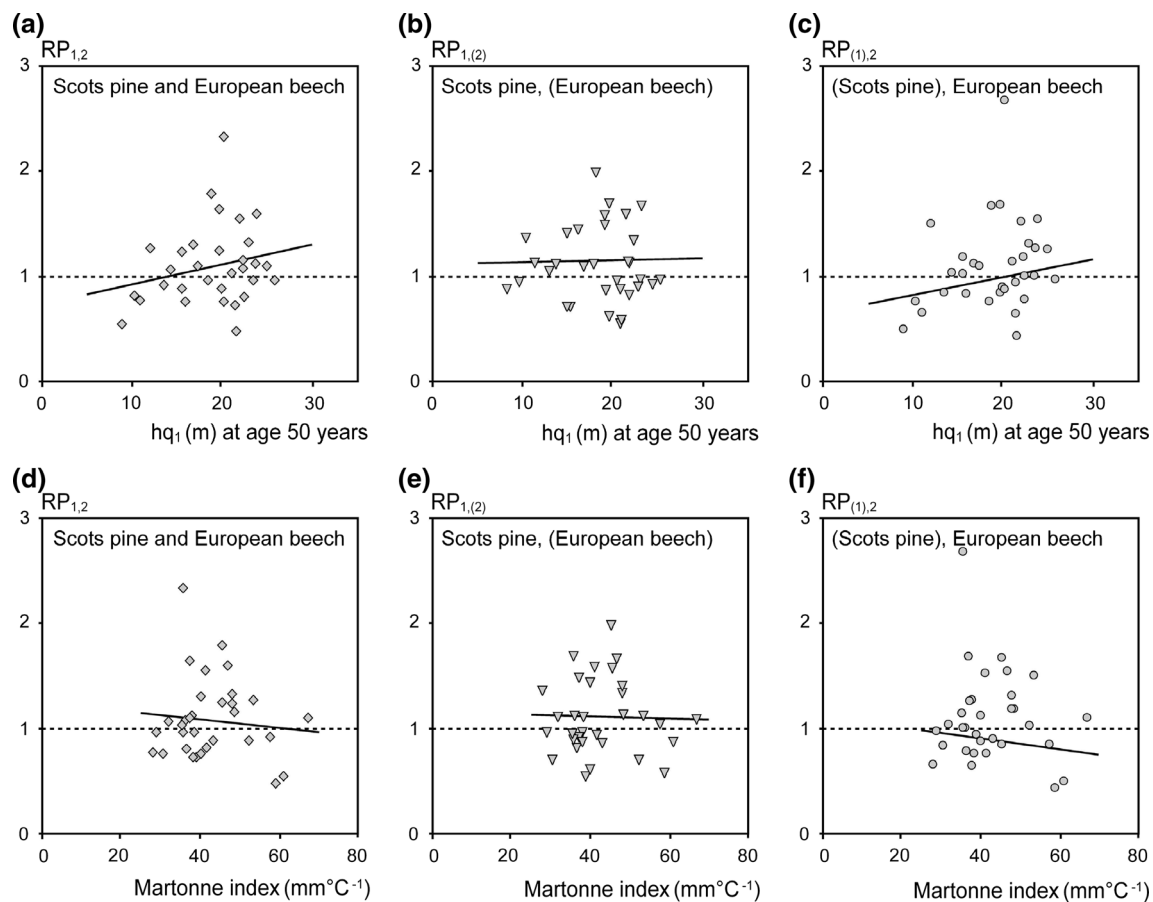 (a)
RP1,2
Scots pine and European beech
3
2
1
0
0 10 20 30
hq1 (m) at age 50 years
(b)
RP1,(2)
Scots pine, (European beech)
3
2
1
0
0 10 20 30
hq1 (m) at age 50 years
(c)
RP(1),2
(Scots pine), European beech
3
2
1
0
0 10 20 30
hq1 (m) at age 50 years
(d)
RP1,2
Scots pine and European beech
3
2
1
0
0 20 40 60 80
Martonne index (mm°C-1)
(e)
RP1,(2)
Scots pine, (European beech)
3
2
1
0
0 20 40 60 80
Martonne index (mm°C-1)
(f)
RP(1),2
(Scots pine), European beech
3
2
1
0
0 20 40 60 80
Martonne index (mm°C-1)